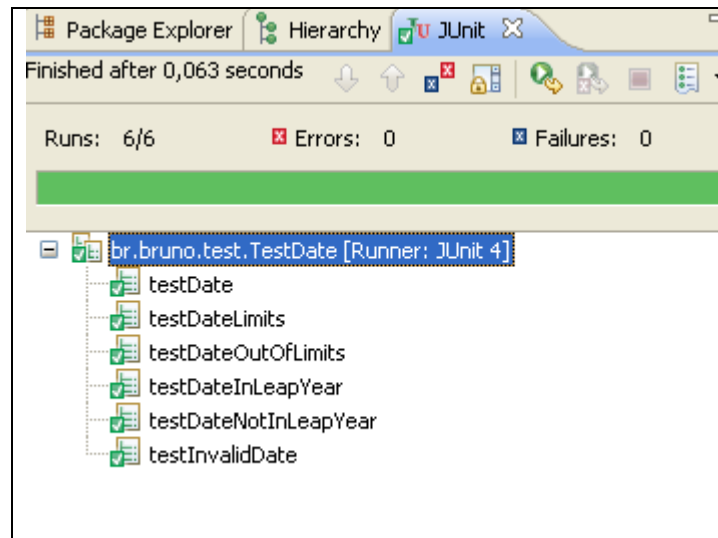 Package Explorer Hierarchy JUnit
Finished after 0,063 seconds
Runs: 6/6 Errors: 0 Failures: 0
br.bruno.test.TestDate [Runner: JUnit 4]
testDate
testDateLimits
testDateOutOfLimits
testDateInLeapYear
testDateNotInLeapYear
testInvalidDate